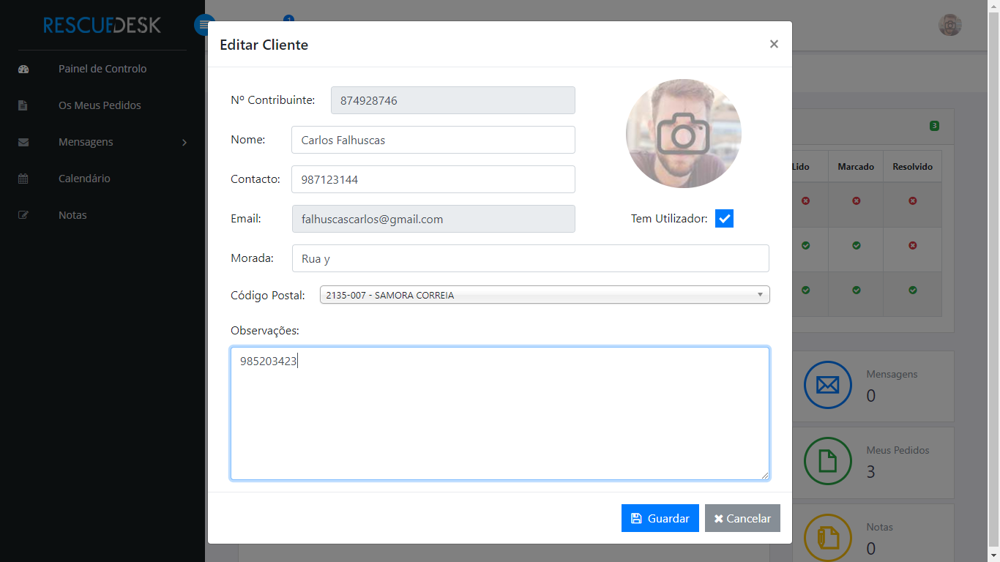 RESCUEDESK
1
Painel de Controlo
Os Meus Pedidos
Mensagens
Calendário
Notas
Editar Cliente
×
Nº Contribuinte: 874928746
Nome: Carlos Falhuscas
Contacto: 987123144
Email: falhuscascarlos@gmail.com
Tem Utilizador:
Morada: Rua y
Código Postal: 2135-007 - SAMORA CORREIA
Observações:
985203423
Guardar
Cancelar
3
Lido Marcado Resolvido
Mensagens
0
Meus Pedidos
3
Notas
0